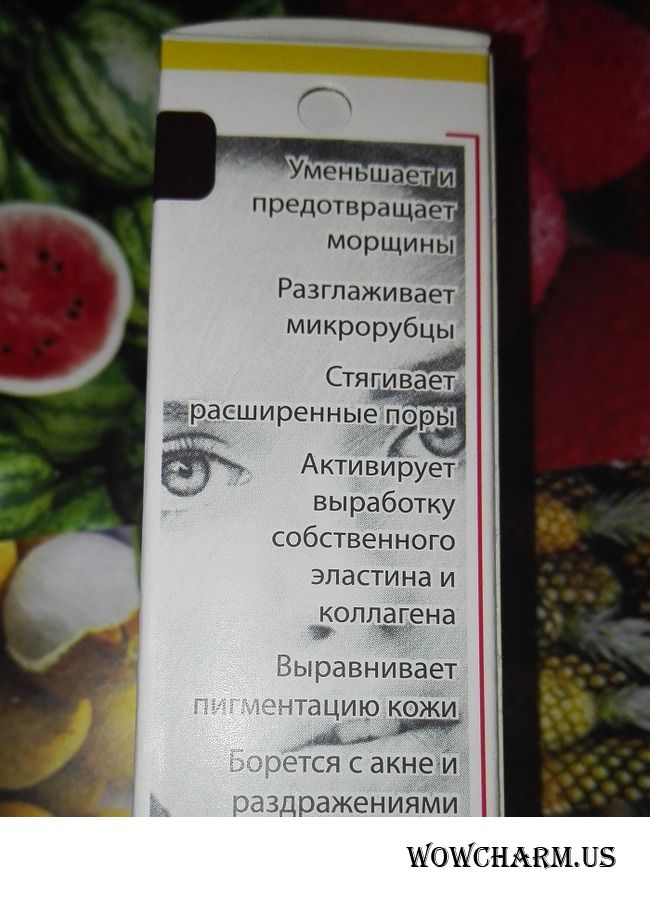 Уменьшает и
предотвращает
морщины
Разглаживает
микрорубцы
Стягивает
расширенные поры
Активирует
выработку
собственного
эластина и
коллагена
Выравнивает
пигментацию кожи
Борется с акне и
раздражениями
WOWCHARM.US